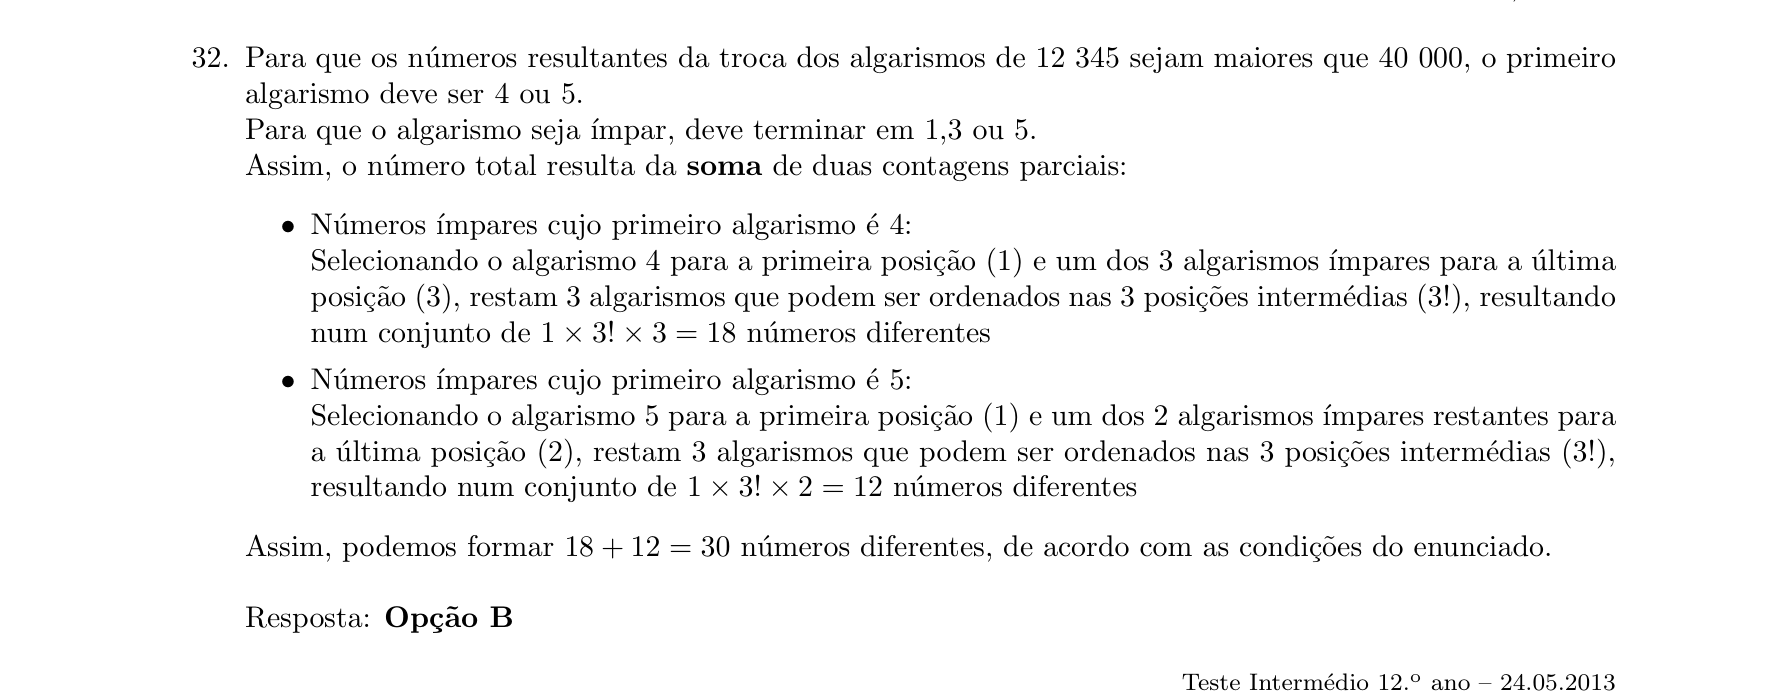 32. Para que os números resultantes da troca dos algarismos de 12 345 sejam maiores que 40 000, o primeiro
algarismo deve ser 4 ou 5.
Para que o algarismo seja ímpar, deve terminar em 1,3 ou 5.
Assim, o número total resulta da soma de duas contagens parciais:
• Números ímpares cujo primeiro algarismo é 4:
Selecionando o algarismo 4 para a primeira posição (1) e um dos 3 algarismos ímpares para a última
posição (3), restam 3 algarismos que podem ser ordenados nas 3 posições intermédias (3!), resultando
num conjunto de 1 × 3! × 3 = 18 números diferentes
• Números ímpares cujo primeiro algarismo é 5:
Selecionando o algarismo 5 para a primeira posição (1) e um dos 2 algarismos ímpares restantes para
a última posição (2), restam 3 algarismos que podem ser ordenados nas 3 posições intermédias (3!),
resultando num conjunto de 1 × 3! × 2 = 12 números diferentes
Assim, podemos formar 18 + 12 = 30 números diferentes, de acordo com as condições do enunciado.
Resposta: Opção B
Teste Intermédio 12.º ano – 24.05.2013